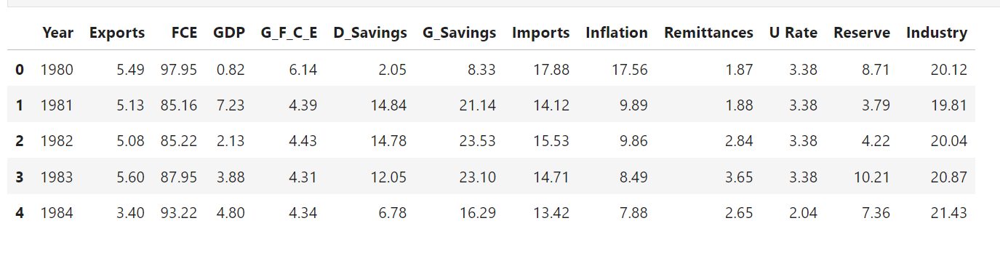 Year Exports FCE GDP G_F_C_E D_Savings G_Savings Imports Inflation Remittances U Rate Reserve Industry
0 1980 5.49 97.95 0.82 6.14 2.05 8.33 17.88 17.56 1.87 3.38 8.71 20.12
1 1981 5.13 85.16 7.23 4.39 14.84 21.14 14.12 9.89 1.88 3.38 3.79 19.81
2 1982 5.08 85.22 2.13 4.43 14.78 23.53 15.53 9.86 2.84 3.38 4.22 20.04
3 1983 5.60 87.95 3.88 4.31 12.05 23.10 14.71 8.49 3.65 3.38 10.21 20.87
4 1984 3.40 93.22 4.80 4.34 6.78 16.29 13.42 7.88 2.65 2.04 7.36 21.43